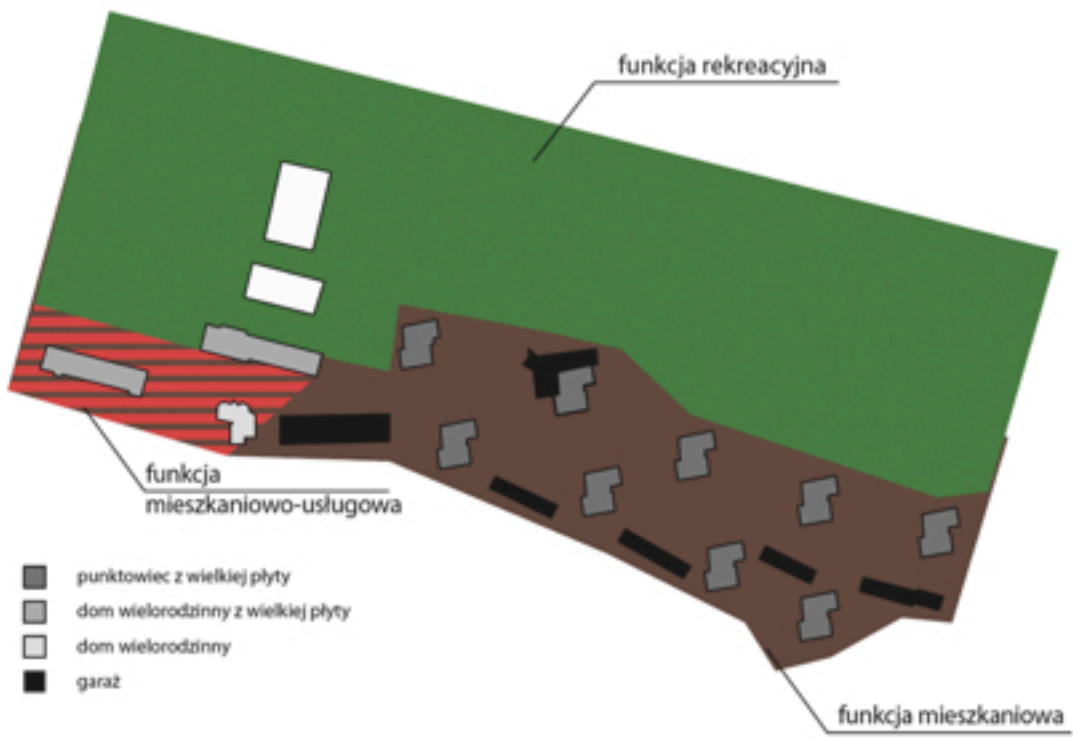 funkcja rekreacyjna
funkcja
mieszkaniowo-usługowa
punktowiec z wielkiej płyty
dom wielorodzinny z wielkiej płyty
dom wielorodzinny
garaż
funkcja mieszkaniowa